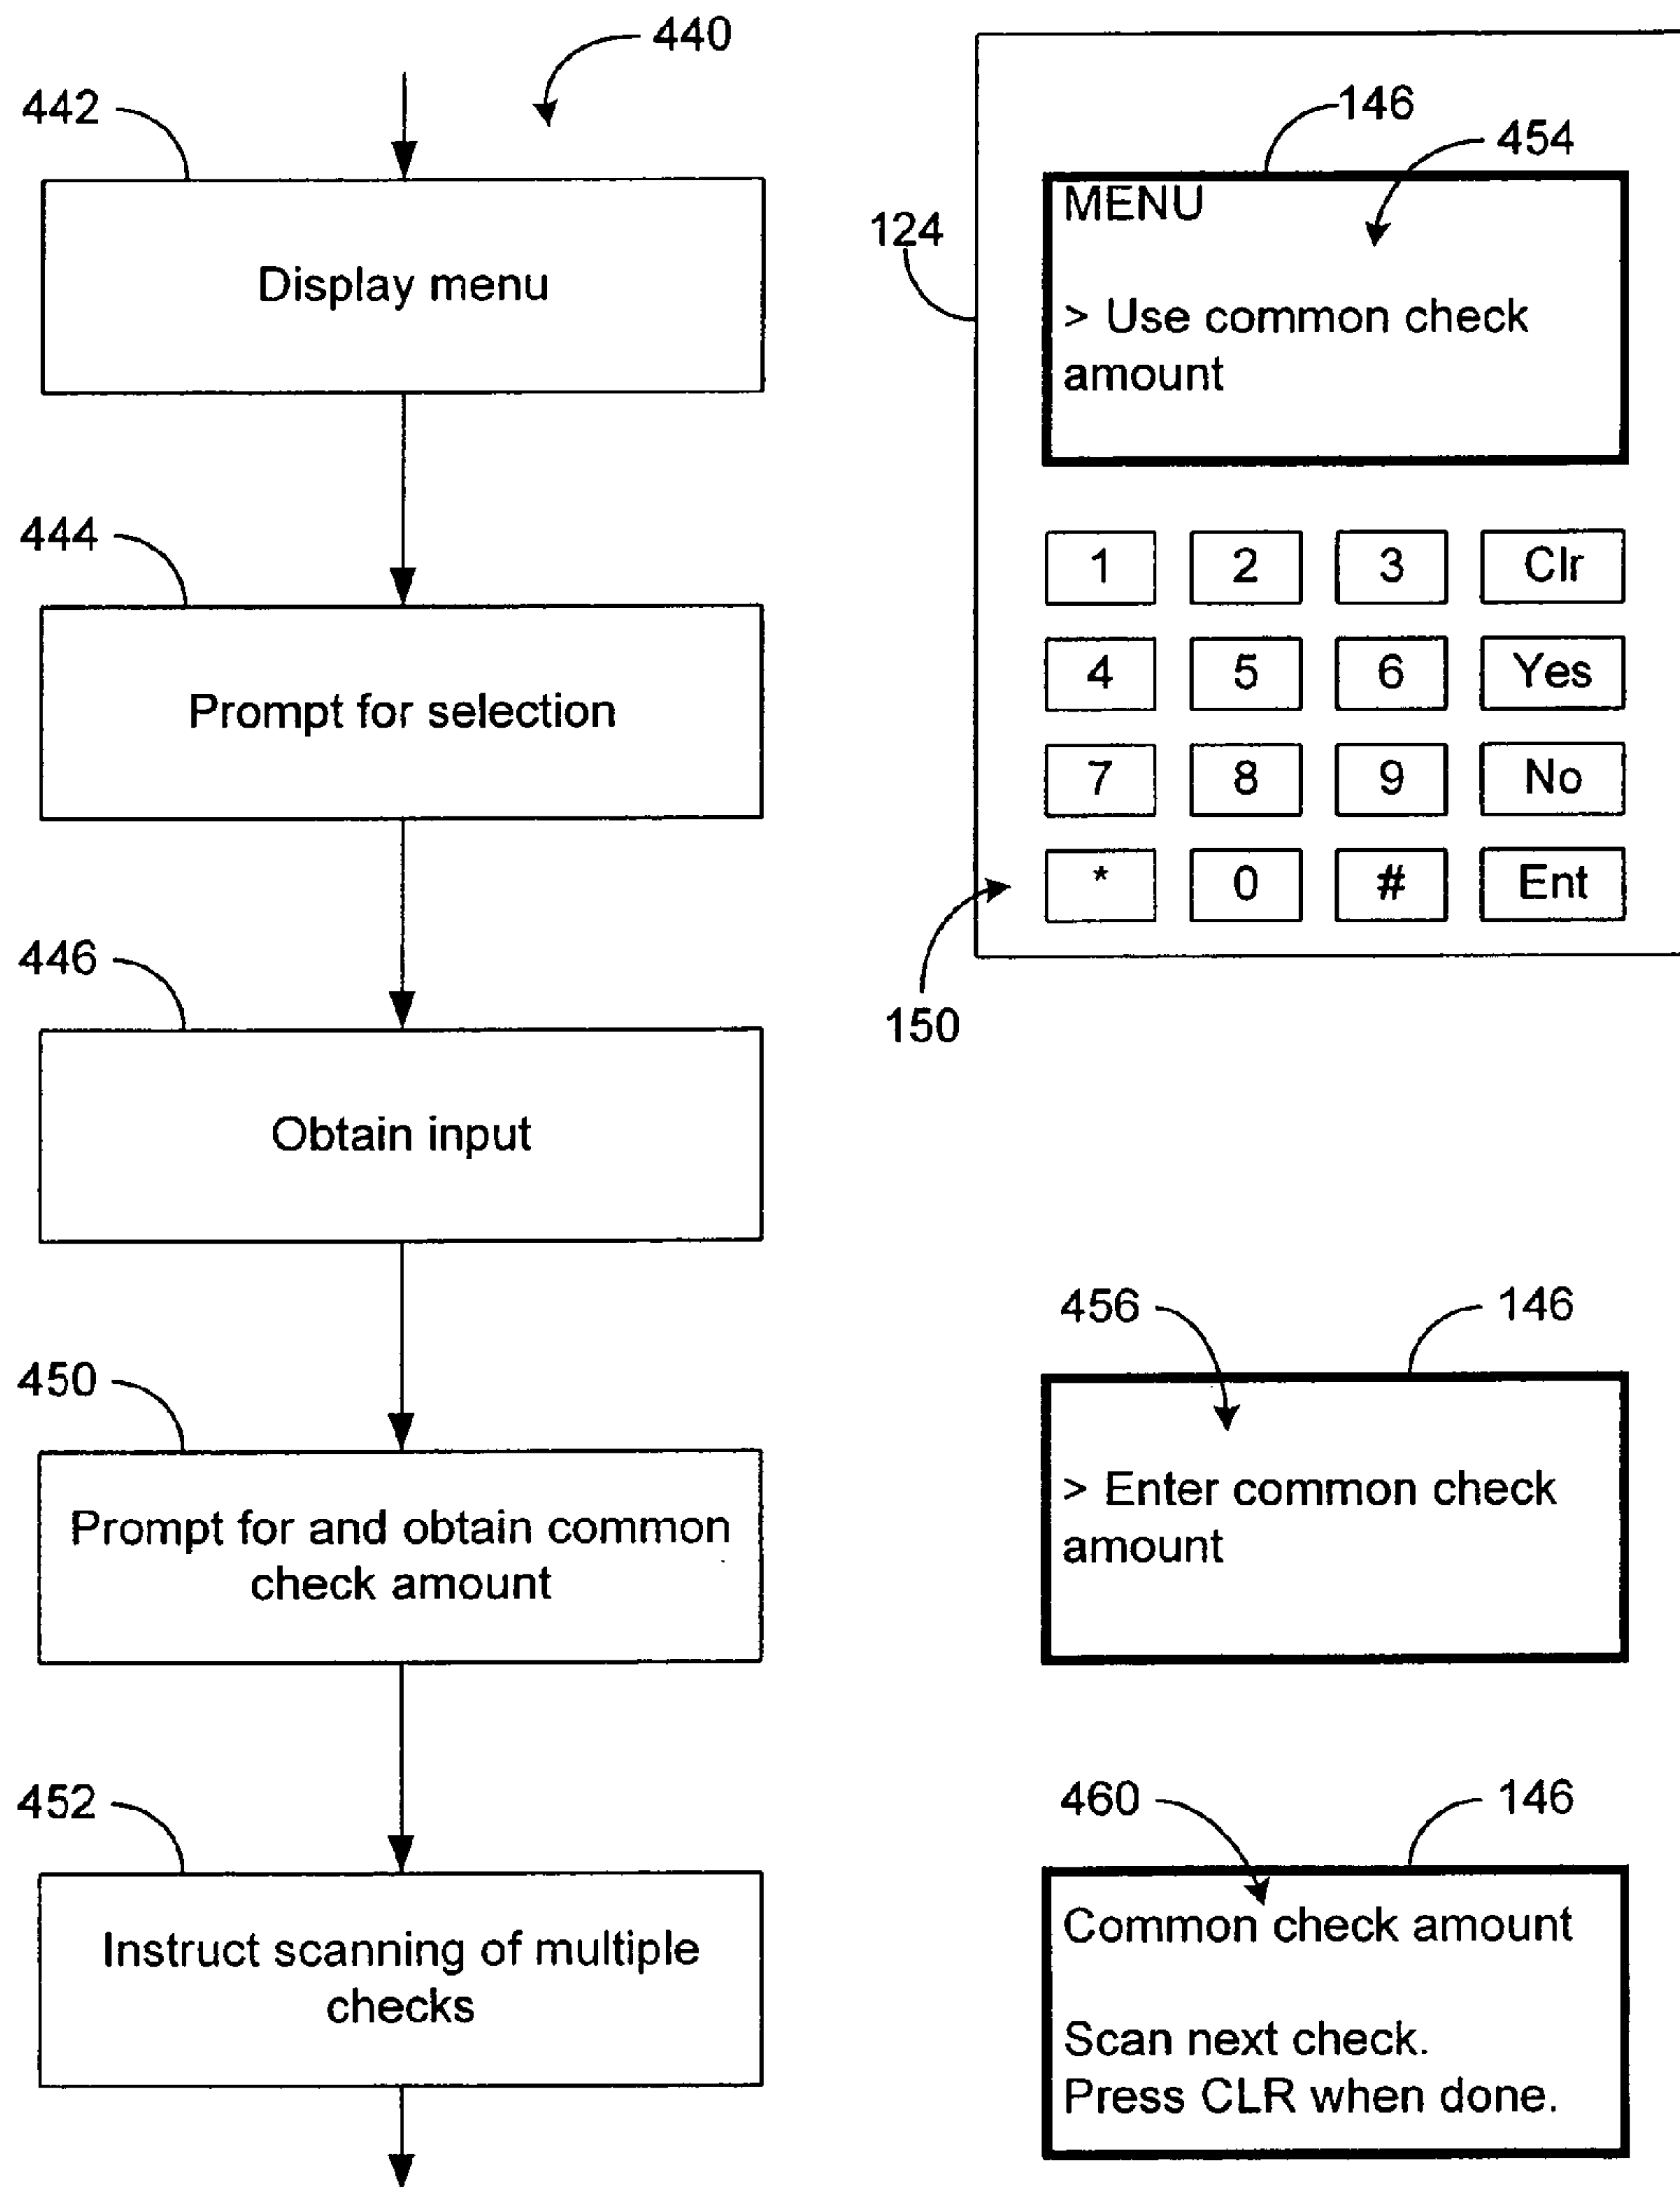 440
442
Display menu
444
Prompt for selection
446
Obtain input
450
Prompt for and obtain common
check amount
452
Instruct scanning of multiple
checks
146
454
124
MENU
> Use common check
amount
1 2 3 Clr
4 5 6 Yes
7 8 9 No
* 0 # Ent
150
456
146
> Enter common check
amount
460
146
Common check amount
Scan next check.
Press CLR when done.